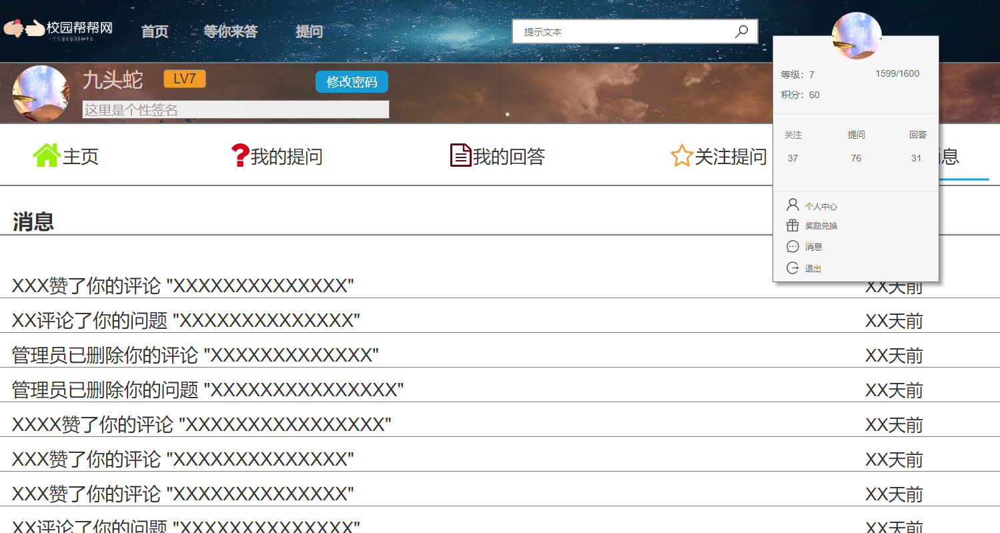 校园帮帮网
首页
等你来答
提问
提示文本
九头蛇
LV7
修改密码
这里是个性签名
等级：7
1599/1600
积分：60
关注
提问
回答
37
76
31
个人中心
奖励兑换
消息
退出
主页
我的提问
我的回答
关注提问
息
消息
XXX赞了你的评论 "XXXXXXXXXXXXXX"
XX天前
XX评论了你的问题 "XXXXXXXXXXXXXX"
XX天前
管理员已删除你的评论 "XXXXXXXXXXXXX"
XX天前
管理员已删除你的问题 "XXXXXXXXXXXXXXX"
XX天前
XXXX赞了你的评论 "XXXXXXXXXXXXXXXX"
XX天前
XXX赞了你的评论 "XXXXXXXXXXXXXX"
XX天前
XXX赞了你的评论 "XXXXXXXXXXXXXX"
XX天前
XX评论了你的问题 "XXXXXXXXXXXXXX"
XX天前